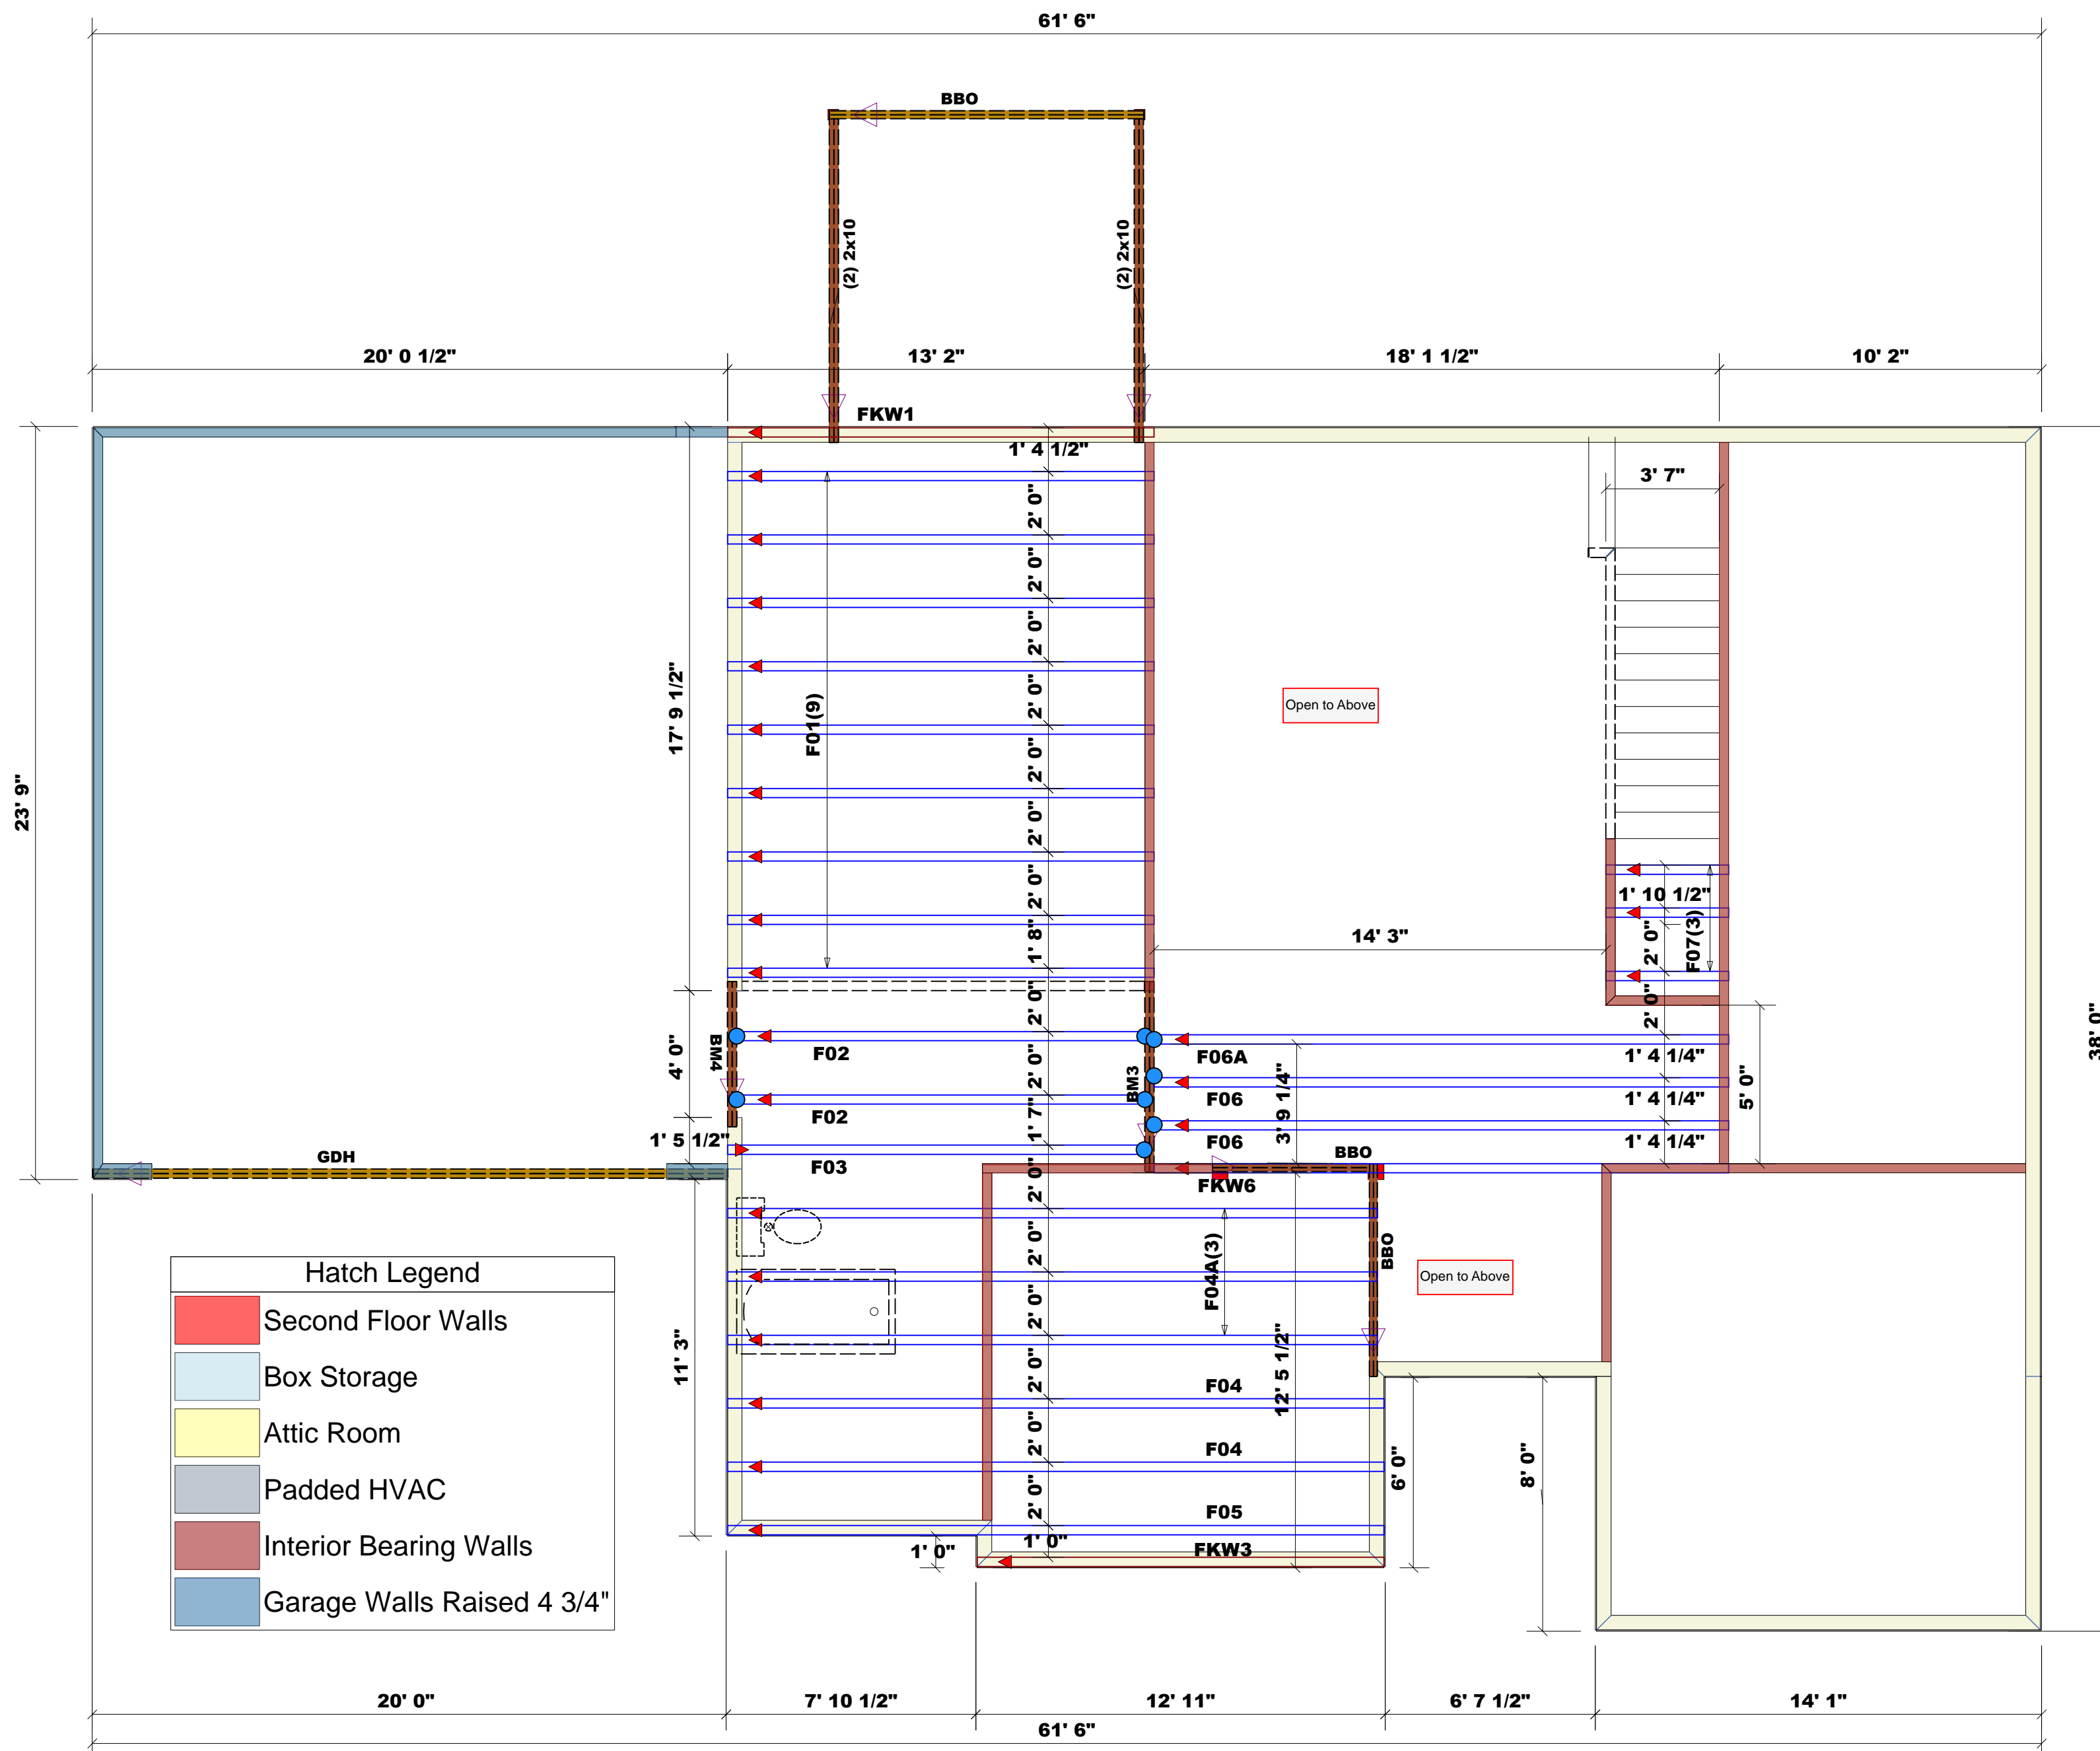 61' 6"
BBO
(2) 2x10
(2) 2x10
20' 0 1/2"
13' 2"
18' 1 1/2"
10' 2"
FKW1
1' 4 1/2"
3' 7"
2' 0"
2' 0"
2' 0"
2' 0"
2' 0"
2' 0"
2' 0"
1' 8"
17' 9 1/2"
F01(9)
Open to Above
23' 9"
38' 0"
14' 3"
1' 10 1/2"
2' 0"
F07(3)
2' 0"
2' 0"
BM4
4' 0"
F02
2' 0"
BM3
F06A
3' 9 1/4"
1' 4 1/4"
5' 0"
F02
1' 7"
F06
1' 4 1/4"
1' 5 1/2"
F03
F06
1' 4 1/4"
GDH
BBO
FKW6
2' 0"
2' 0"
F04A(3)
BBO
Open to Above
2' 0"
11' 3"
2' 0"
12' 5 1/2"
F04
2' 0"
F04
6' 0"
8' 0"
2' 0"
F05
1' 0"
1' 0"
FKW3
Hatch Legend
Second Floor Walls
Box Storage
Attic Room
Padded HVAC
Interior Bearing Walls
Garage Walls Raised 4 3/4"
20' 0"
7' 10 1/2"
12' 11"
6' 7 1/2"
14' 1"
61' 6"